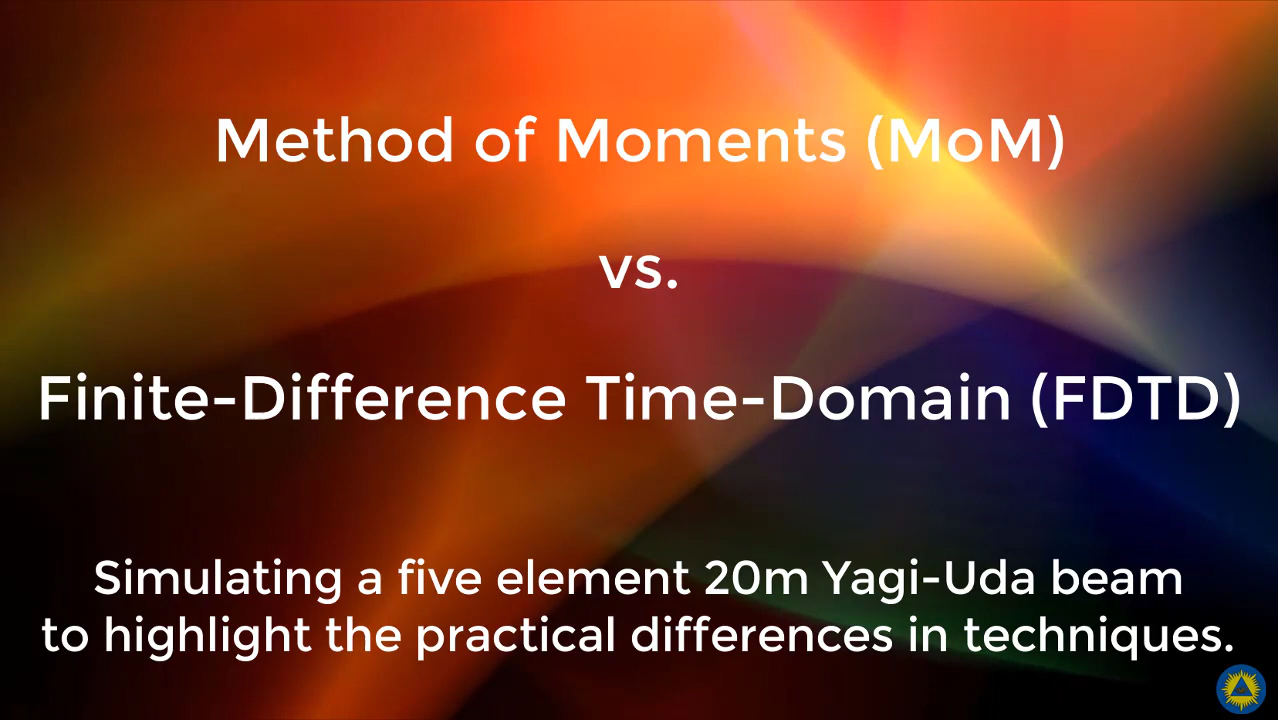 Method of Moments (MoM)
vs.
Finite-Difference Time-Domain (FDTD)
Simulating a five element 20m Yagi-Uda beam
to highlight the practical differences in techniques.